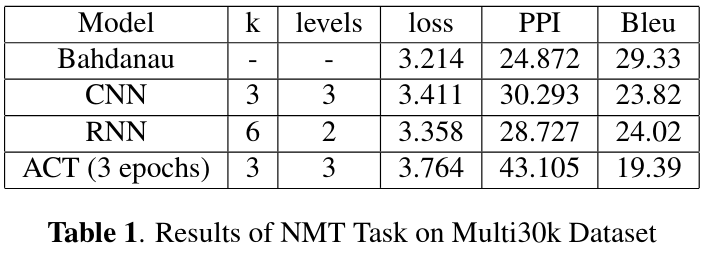 Model k levels loss PPI Bleu
Bahdanau - - 3.214 24.872 29.33
CNN 3 3 3.411 30.293 23.82
RNN 6 2 3.358 28.727 24.02
ACT (3 epochs) 3 3 3.764 43.105 19.39
Table 1. Results of NMT Task on Multi30k Dataset